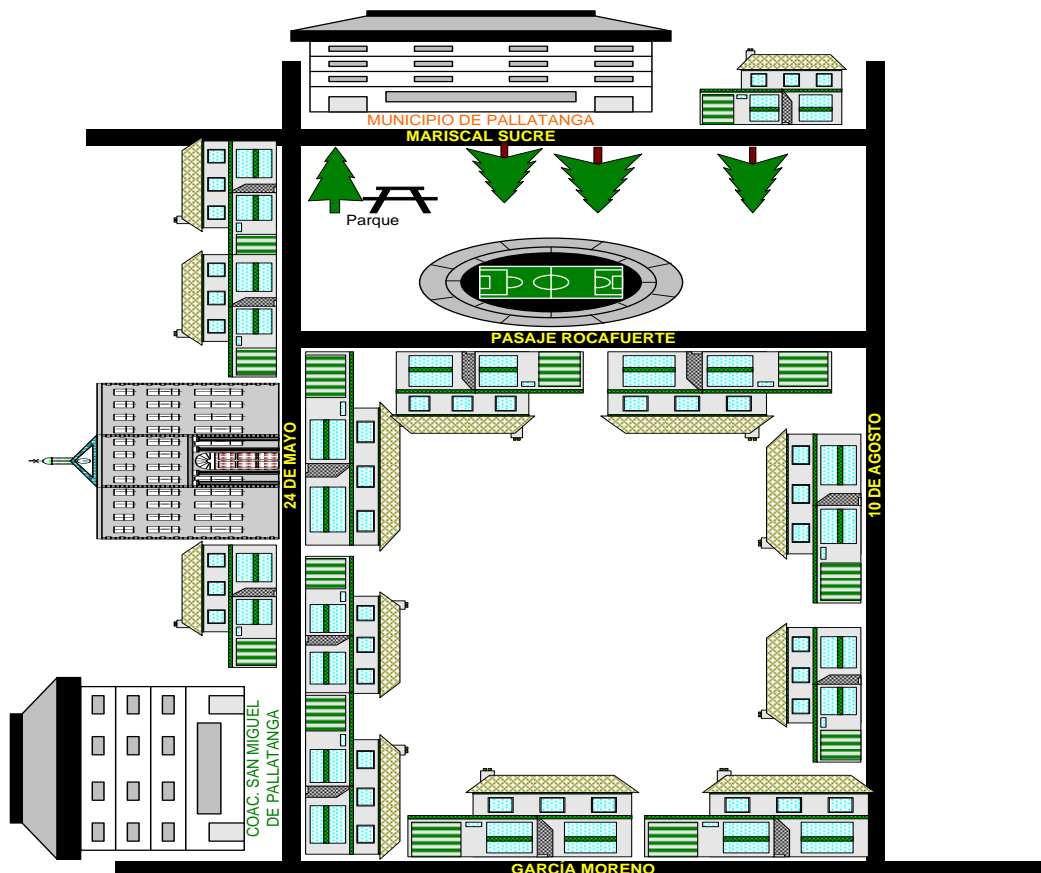 MUNICIPIO DE PALLATANGA
MARISCAL SUCRE
Parque
PASAJE ROCAFUERTE
24 DE MAYO
10 DE AGOSTO
COAC. SAN MIGUEL
DE PALLATANGA
GARCÍA MORENO